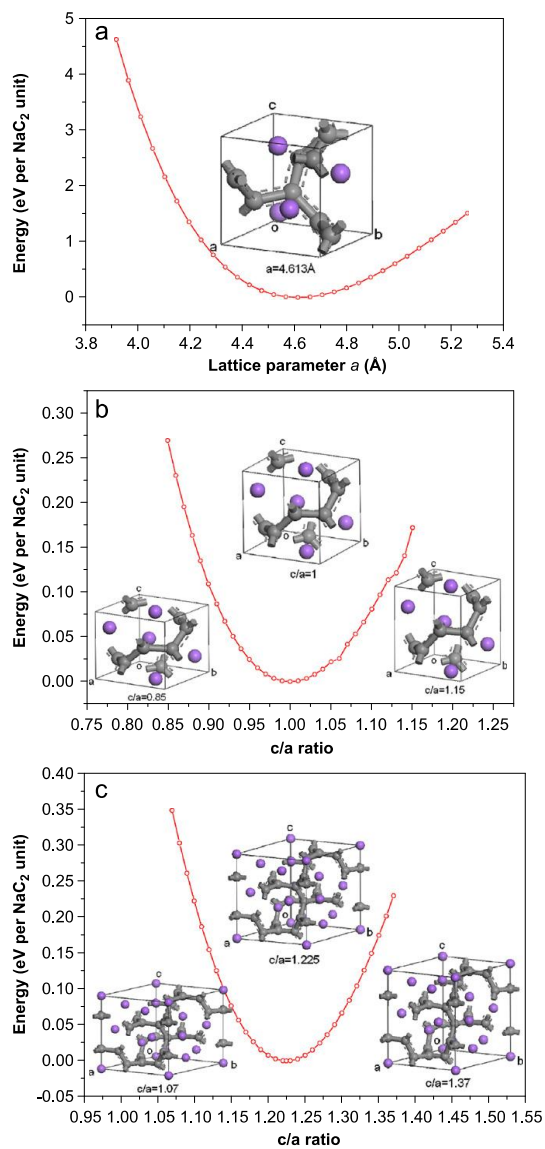 a
Energy (eV per NaC2 unit)
5
4
3
2
1
0
3.8 4.0 4.2 4.4 4.6 4.8 5.0 5.2 5.4
Lattice parameter a (Å)
c
o
a
b
a=4.613Å
b
Energy (eV per NaC2 unit)
0.30
0.25
0.20
0.15
0.10
0.05
0.00
0.75 0.80 0.85 0.90 0.95 1.00 1.05 1.10 1.15 1.20 1.25
c/a ratio
c
o
a
b
c/a=1
c
o
a
b
c/a=0.85
c
o
a
b
c/a=1.15
c
Energy (eV per NaC2 unit)
0.40
0.35
0.30
0.25
0.20
0.15
0.10
0.05
0.00
-0.05
0.95 1.00 1.05 1.10 1.15 1.20 1.25 1.30 1.35 1.40 1.45 1.50 1.55
c/a ratio
c
o
a
b
c/a=1.225
c
o
a
b
c/a=1.07
c
o
a
b
c/a=1.37